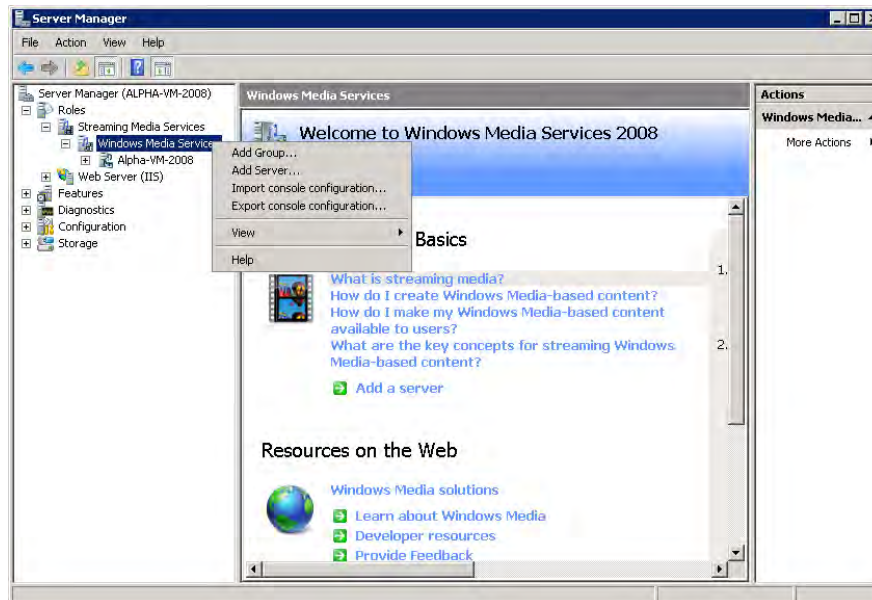 Server Manager
File Action View Help
Server Manager (ALPHA-VM-2008)
Roles
Streaming Media Services
Windows Media Service
Alpha-VM-2008
Web Server (IIS)
Features
Diagnostics
Configuration
Storage
Add Group...
Add Server...
Import console configuration...
Export console configuration...
View
Help
Windows Media Services
Welcome to Windows Media Services 2008
Basics
What is streaming media?
How do I create Windows Media-based content?
How do I make my Windows Media-based content
available to users?
What are the key concepts for streaming Windows
Media-based content?
Add a server
1.
2.
Resources on the Web
Windows Media solutions
Learn about Windows Media
Developer resources
Provide Feedback
Actions
Windows Media...
More Actions